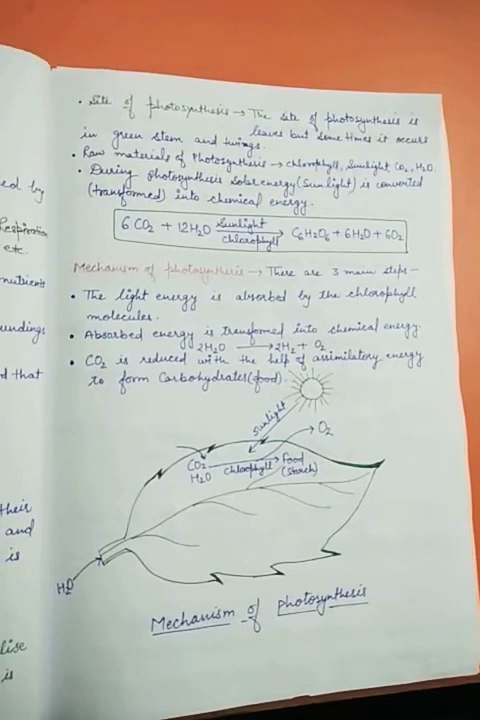 • Site of photosynthesis → The site of photosynthesis is
leaves but some times it occurs
in green stem and twings.
• Raw materials of Photosynthesis → chlorophyll, Sunlight, CO2, H2O
• During photosynthesis Solar energy (Sunlight) is converted
(transformed) into chemical energy.
6 CO2 + 12H2O Sunlight → C6H2O6 + 6H2O + 6O2
chlorophyll
Mechanism of photosynthesis → There are 3 main steps-
• The light energy is absorbed by the chlorophyll
molecules.
• Absorbed energy is transfomed into chemical energy.
2H2O → 2H2 + O2
• CO2 is reduced with the help of assimilatory energy
to form Carbohydrates (food).
Sunlight
O2
CO2 → Food
H2O chlorophyll (starch)
H2O
Mechanism of photosynthesis
ed by
Respiration
etc.
nutrients
undings
d that
their
and
is
lise
is